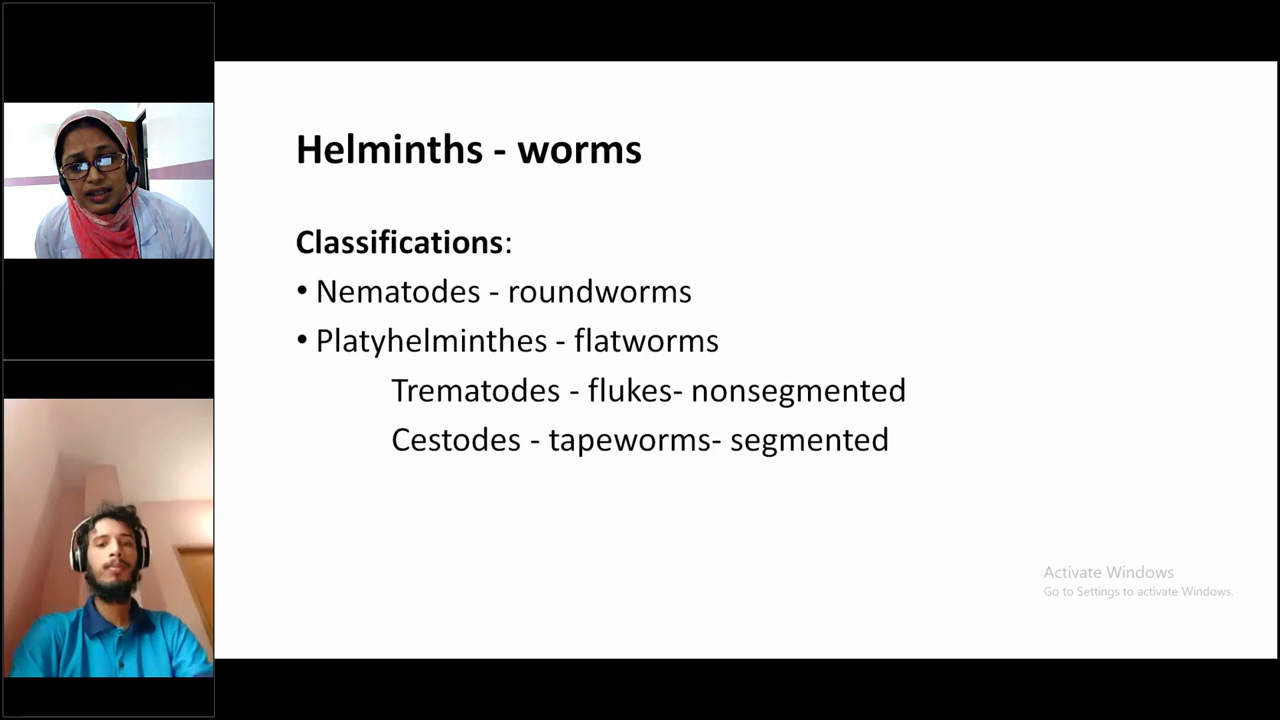 Helminths - worms
Classifications:
• Nematodes - roundworms
• Platyhelminthes - flatworms
Trematodes - flukes- nonsegmented
Cestodes - tapeworms- segmented
Activate Windows
Go to Settings to activate Windows.